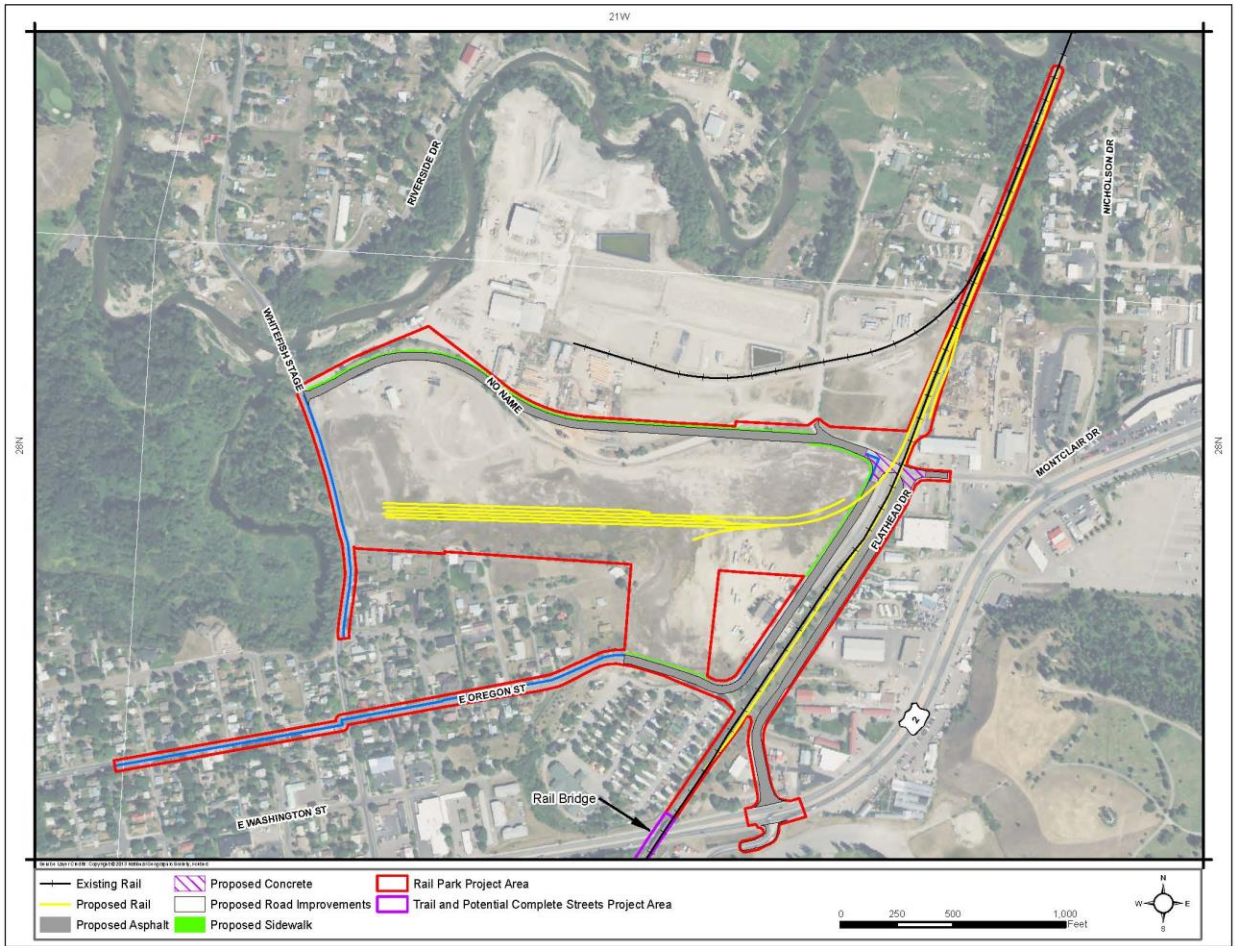 21W
RIVERSIDE DR
NICHOLSON DR
WHITEFISH STAGE
NO NAME
28N
28N
MONTCLAIR DR
FLATHEAD DR
E OREGON ST
2
Rail Bridge
E WASHINGTON ST
Existing Rail
Proposed Rail
Proposed Asphalt
Proposed Concrete
Proposed Road Improvements
Proposed Sidewalk
Rail Park Project Area
Trail and Potential Complete Streets Project Area
0 250 500 1,000
Feet
N
W E
S